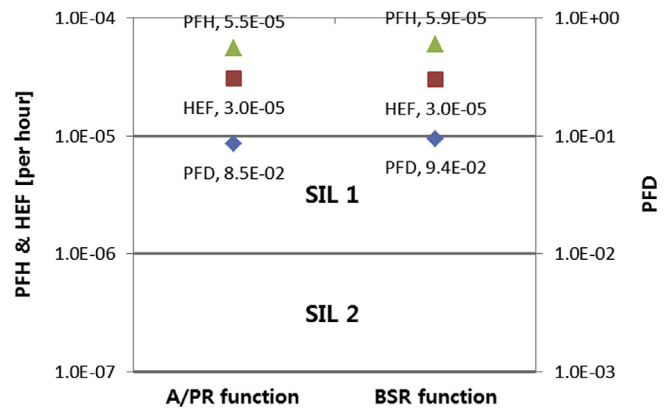 1.0E-04
1.0E-05
1.0E-06
1.0E-07
PFH & HEF [per hour]
PFH, 5.5E-05
PFH, 5.9E-05
HEF, 3.0E-05
HEF, 3.0E-05
PFD, 8.5E-02
PFD, 9.4E-02
SIL 1
SIL 2
1.0E+00
1.0E-01
1.0E-02
1.0E-03
PFD
A/PR function
BSR function